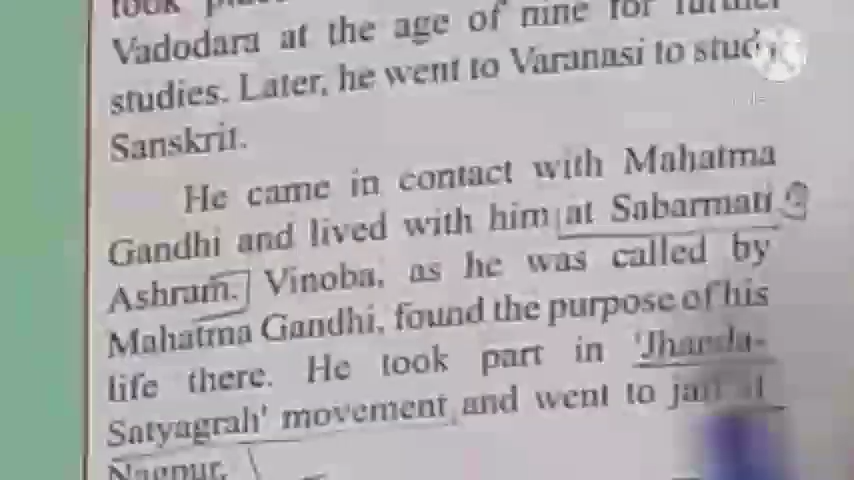 took
Vadodara at the age of nine for further
studies. Later, he went to Varanasi to study
Sanskrit.
He came in contact with Mahatma
Gandhi and lived with him at Sabarmati
Ashram. Vinoba, as he was called by
Mahatma Gandhi, found the purpose of his
life there. He took part in 'Jhanda-
Satyagrah' movement and went to jail at
Nagpur.